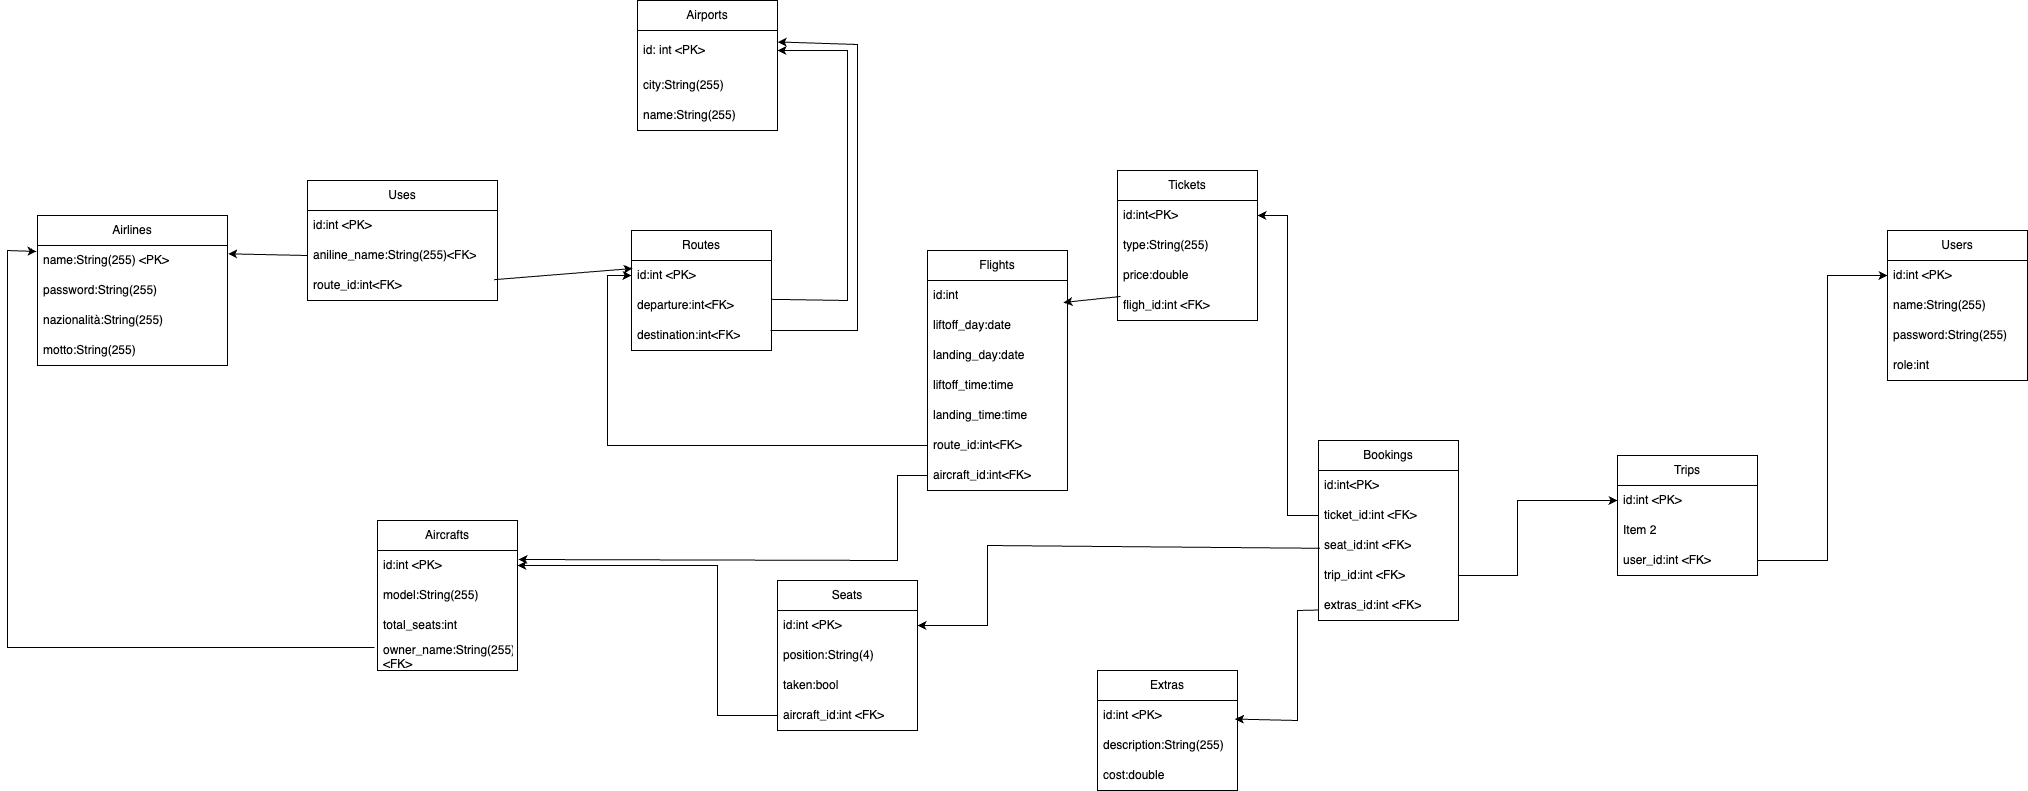 Airports
id: int <PK>
city:String(255)
name:String(255)
Uses
id:int <PK>
aniline_name:String(255)<FK>
route_id:int<FK>
Airlines
name:String(255) <PK>
password:String(255)
nazionalità:String(255)
motto:String(255)
Routes
id:int <PK>
departure:int<FK>
destination:int<FK>
Flights
id:int
liftoff_day:date
landing_day:date
liftoff_time:time
landing_time:time
route_id:int<FK>
aircraft_id:int<FK>
Tickets
id:int<PK>
type:String(255)
price:double
fligh_id:int <FK>
Users
id:int <PK>
name:String(255)
password:String(255)
role:int
Bookings
id:int<PK>
ticket_id:int <FK>
seat_id:int <FK>
trip_id:int <FK>
extras_id:int <FK>
Trips
id:int <PK>
Item 2
user_id:int <FK>
Aircrafts
id:int <PK>
model:String(255)
total_seats:int
owner_name:String(255)
<FK>
Seats
id:int <PK>
position:String(4)
taken:bool
aircraft_id:int <FK>
Extras
id:int <PK>
description:String(255)
cost:double